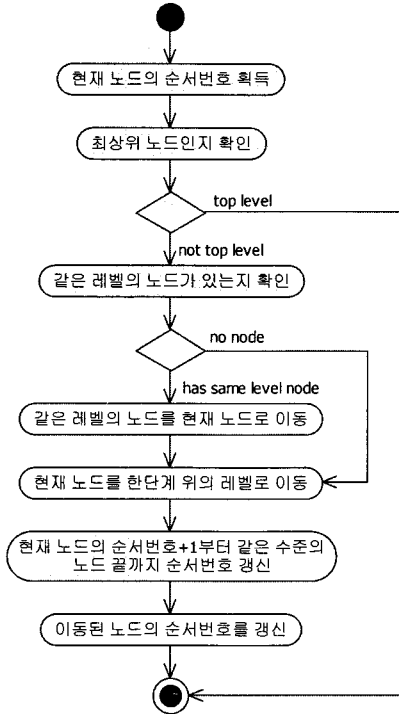 현재 노드의 순서번호 획득
최상위 노드인지 확인
top level
not top level
같은 레벨의 노드가 있는지 확인
no node
has same level node
같은 레벨의 노드를 현재 노드로 이동
현재 노드를 한단계 위의 레벨로 이동
현재 노드의 순서번호+1부터 같은 수준의
노드 끝까지 순서번호 갱신
이동된 노드의 순서번호를 갱신